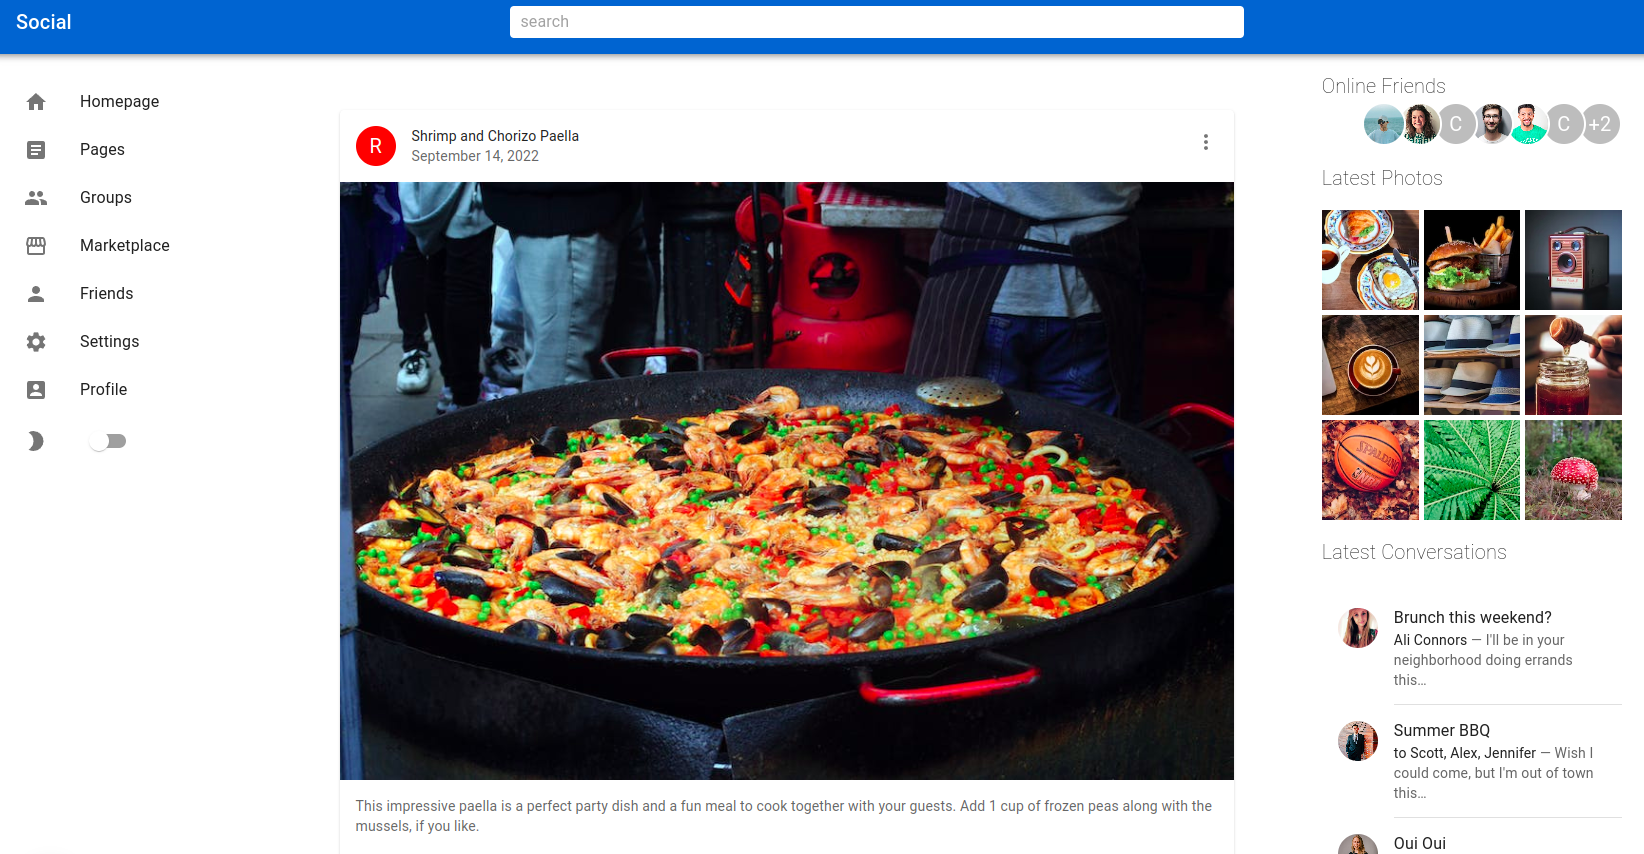 Social
search
Homepage
Pages
Groups
Marketplace
Friends
Settings
Profile
R
Shrimp and Chorizo Paella
September 14, 2022
This impressive paella is a perfect party dish and a fun meal to cook together with your guests. Add 1 cup of frozen peas along with the
mussels, if you like.
Online Friends
C
C
+2
Latest Photos
SPALDING
Latest Conversations
Brunch this weekend?
Ali Connors — I'll be in your
neighborhood doing errands
this…
Summer BBQ
to Scott, Alex, Jennifer — Wish I
could come, but I'm out of town
this…
Oui Oui